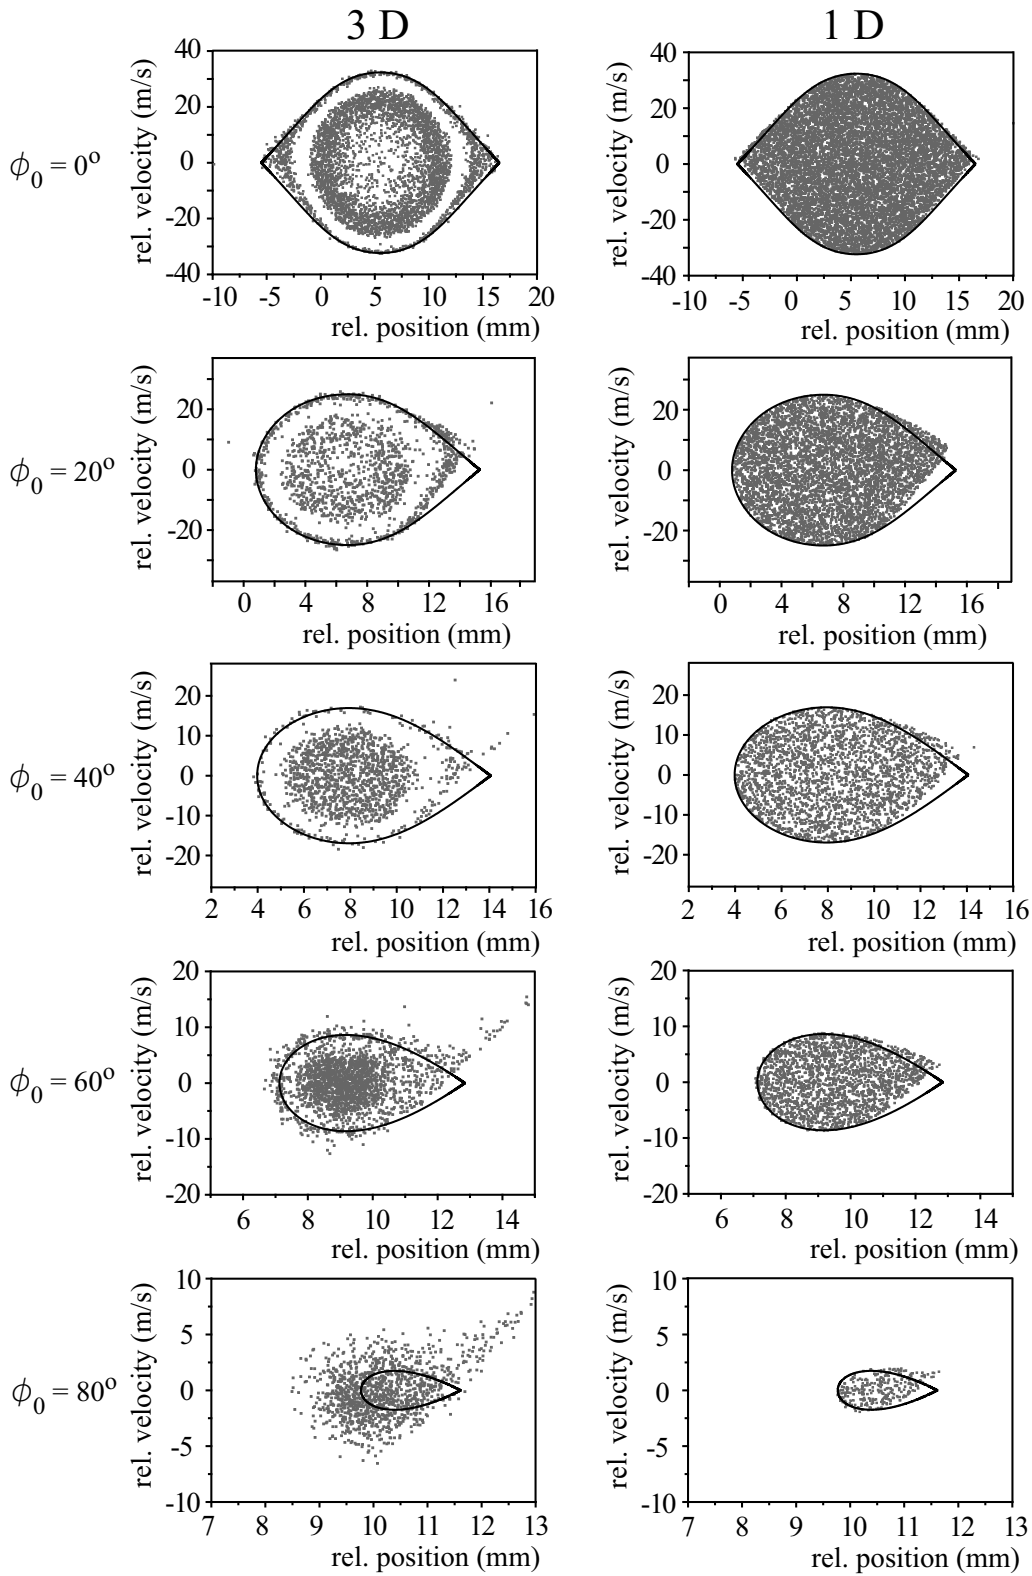 3 D 1 D
ϕ0 = 0o
rel. velocity (m/s)
40
20
0
-20
-40
-10 -5 0 5 10 15 20
rel. position (mm)
rel. velocity (m/s)
40
20
0
-20
-40
-10 -5 0 5 10 15 20
rel. position (mm)
ϕ0 = 20o
rel. velocity (m/s)
20
0
-20
0 4 8 12 16
rel. position (mm)
rel. velocity (m/s)
20
0
-20
0 4 8 12 16
rel. position (mm)
ϕ0 = 40o
rel. velocity (m/s)
20
10
0
-10
-20
2 4 6 8 10 12 14 16
rel. position (mm)
rel. velocity (m/s)
20
10
0
-10
-20
2 4 6 8 10 12 14 16
rel. position (mm)
ϕ0 = 60o
rel. velocity (m/s)
20
10
0
-10
-20
6 8 10 12 14
rel. position (mm)
rel. velocity (m/s)
20
10
0
-10
-20
6 8 10 12 14
rel. position (mm)
ϕ0 = 80o
rel. velocity (m/s)
10
5
0
-5
-10
7 8 9 10 11 12 13
rel. position (mm)
rel. velocity (m/s)
10
5
0
-5
-10
7 8 9 10 11 12 13
rel. position (mm)